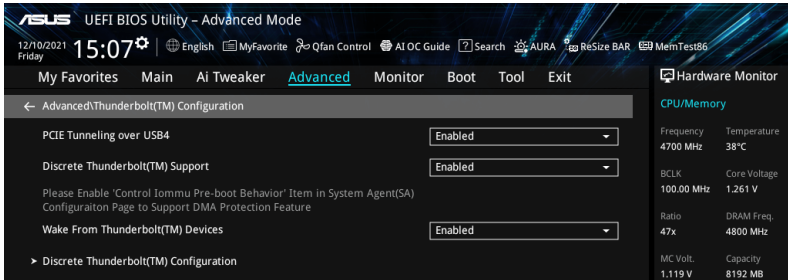 ASUS UEFI BIOS Utility – Advanced Mode
12/10/2021 Friday 15:07 English MyFavorite Qfan Control AI OC Guide ? Search AURA ReSize BAR MemTest86
My Favorites Main Ai Tweaker Advanced Monitor Boot Tool Exit
← Advanced\Thunderbolt(TM) Configuration
PCIE Tunneling over USB4 Enabled
Discrete Thunderbolt(TM) Support Enabled
Please Enable 'Control Iommu Pre-boot Behavior' Item in System Agent(SA)
Configuraiton Page to Support DMA Protection Feature
Wake From Thunderbolt(TM) Devices Enabled
> Discrete Thunderbolt(TM) Configuration
Hardware Monitor
CPU/Memory
Frequency Temperature
4700 MHz 38°C
BCLK Core Voltage
100.00 MHz 1.261 V
Ratio DRAM Freq.
47x 4800 MHz
MC Volt. Capacity
1.119 V 8192 MB